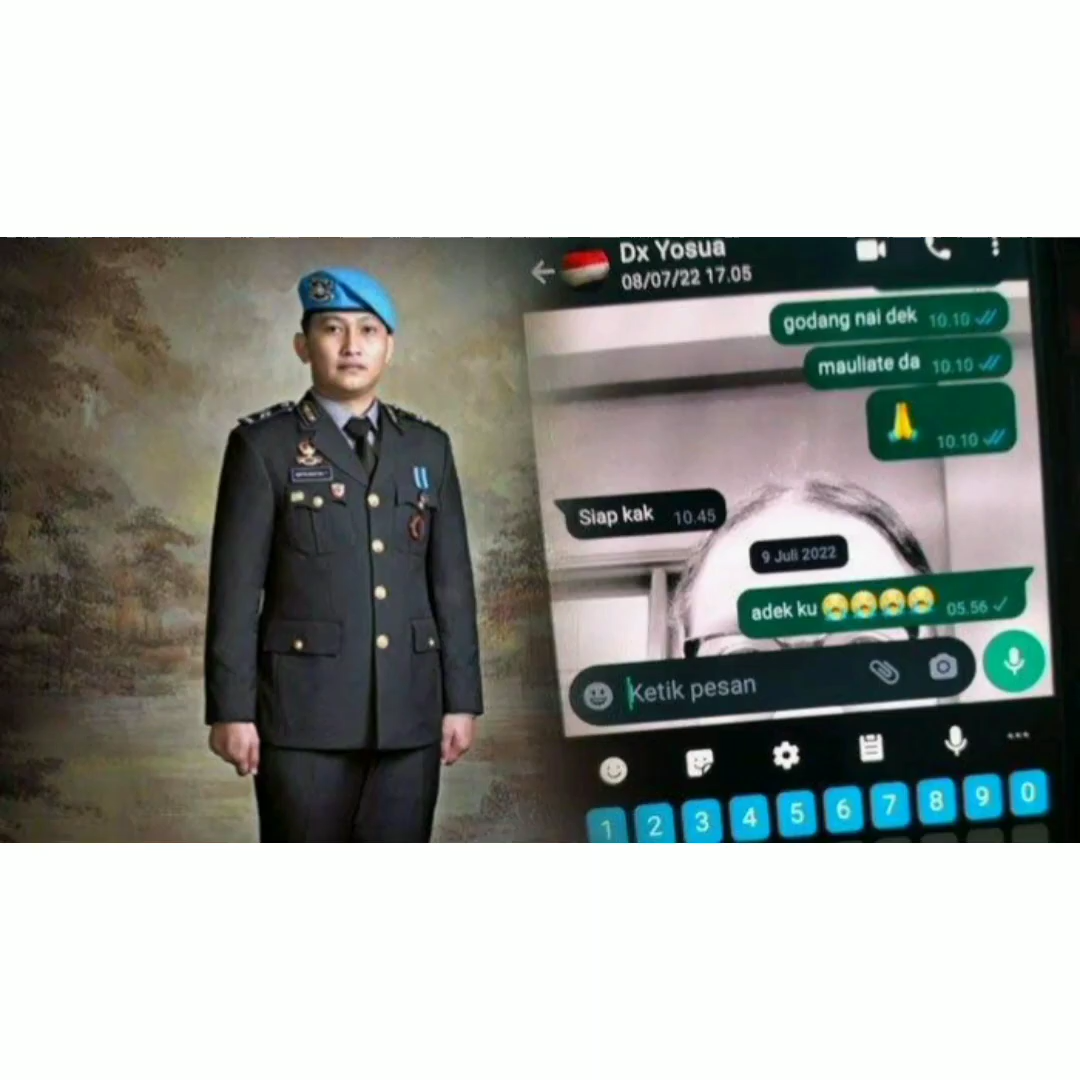 Dx Yosua
08/07/22 17.05
godang nai dek 10.10
mauliate da 10.10
10.10
Siap kak 10.45
9 Juli 2022
adek ku 😭😭😭😭 05.56
Ketik pesan
1 2 3 4 5 6 7 8 9 0